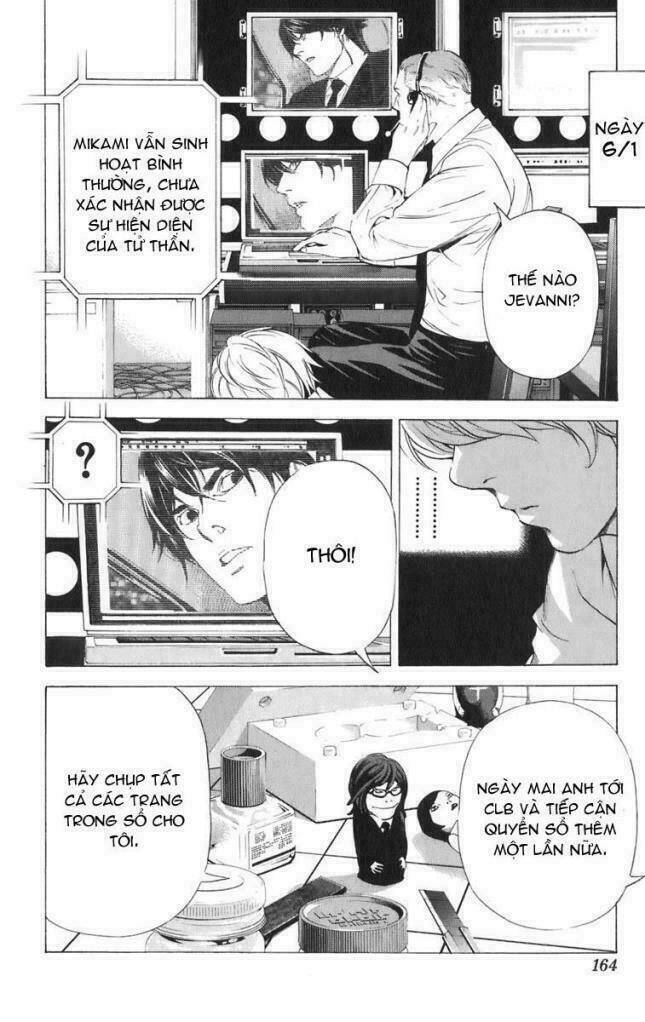 NGÀY
6/1
MIKAMI VẪN SINH
HOẠT BÌNH
THƯỜNG, CHƯA
XÁC NHẬN ĐƯỢC
SỰ HIỆN DIỆN
CỦA TỬ THẦN.
THẾ NÀO
JEVANNI?
?
THÔI!
HÃY CHỤP TẤT
CẢ CÁC TRANG
TRONG SỔ CHO
TÔI.
NGÀY MAI ANH TỚI
CLB VÀ TIẾP CẬN
QUYỂN SỔ THÊM
MỘT LẦN NỮA.
164